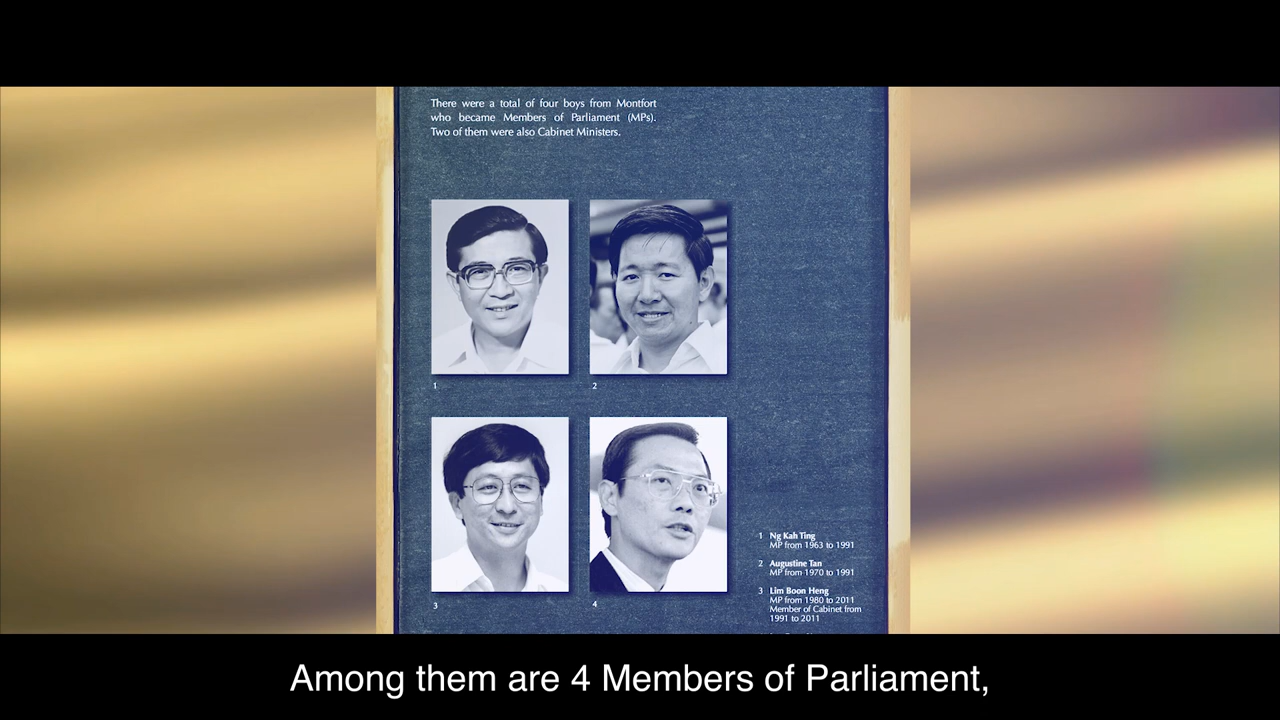 There were a total of four boys from Montfort
who became Members of Parliament (MPs).
Two of them were also Cabinet Ministers.
1
2
3
4
1 Ng Kah Ting
MP from 1963 to 1991
2 Augustine Tan
MP from 1970 to 1991
3 Lim Boon Heng
MP from 1980 to 2011
Member of Cabinet from
1991 to 2011
Among them are 4 Members of Parliament,